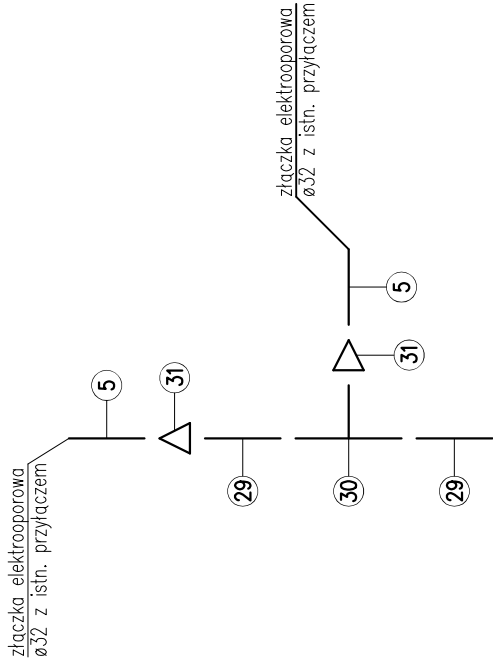 złączka elektrooporowa
ø32 z istn. przyłączem
5
31
29
30
29
31
5
złączka elektrooporowa
ø32 z istn. przyłączem